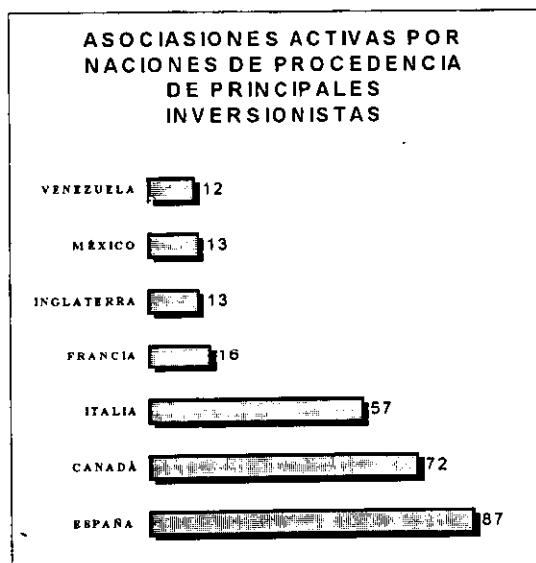 ASOCIASIONES ACTIVAS POR
NACIONES DE PROCEDENCIA
DE PRINCIPALES
INVERSIONISTAS
VENEZUELA 12
MÉXICO 13
INGLATERRA 13
FRANCIA 16
ITALIA 57
CANADÁ 72
ESPAÑA 87